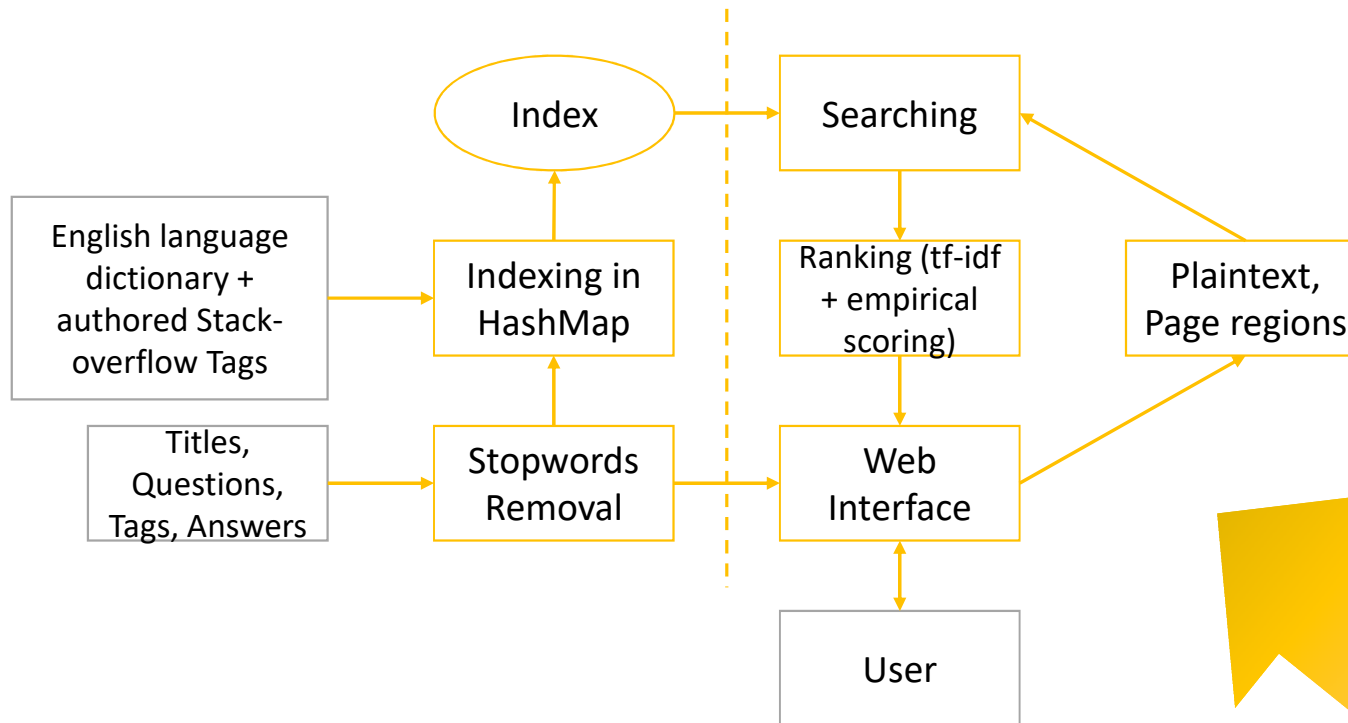 Index
Searching
English language
dictionary +
authored Stack-
overflow Tags
Indexing in
HashMap
Ranking (tf-idf
+ empirical
scoring)
Plaintext,
Page regions
Titles,
Questions,
Tags, Answers
Stopwords
Removal
Web
Interface
User